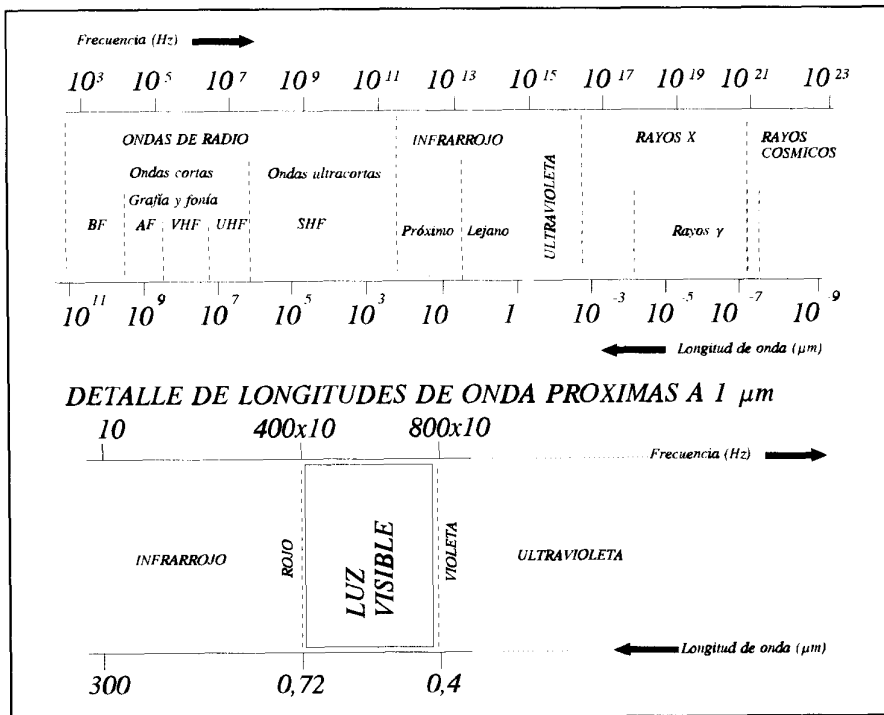 Frecuencia (Hz)
10³ 10⁵ 10⁷ 10⁹ 10¹¹ 10¹³ 10¹⁵ 10¹⁷ 10¹⁹ 10²¹ 10²³
ONDAS DE RADIO INFRARROJO RAYOS X RAYOS
COSMICOS
Ondas cortas Ondas ultracortas
Grafía y fonía
BF AF VHF UHF SHF Próximo Lejano ULTRAVIOLETA Rayos γ
10¹¹ 10⁹ 10⁷ 10⁵ 10³ 10 1 10⁻³ 10⁻⁵ 10⁻⁷ 10⁻⁹
Longitud de onda (μm)
DETALLE DE LONGITUDES DE ONDA PROXIMAS A 1 μm
10 400x10 800x10
Frecuencia (Hz)
INFRARROJO ROJO LUZ VISIBLE VIOLETA ULTRAVIOLETA
Longitud de onda (μm)
300 0,72 0,4